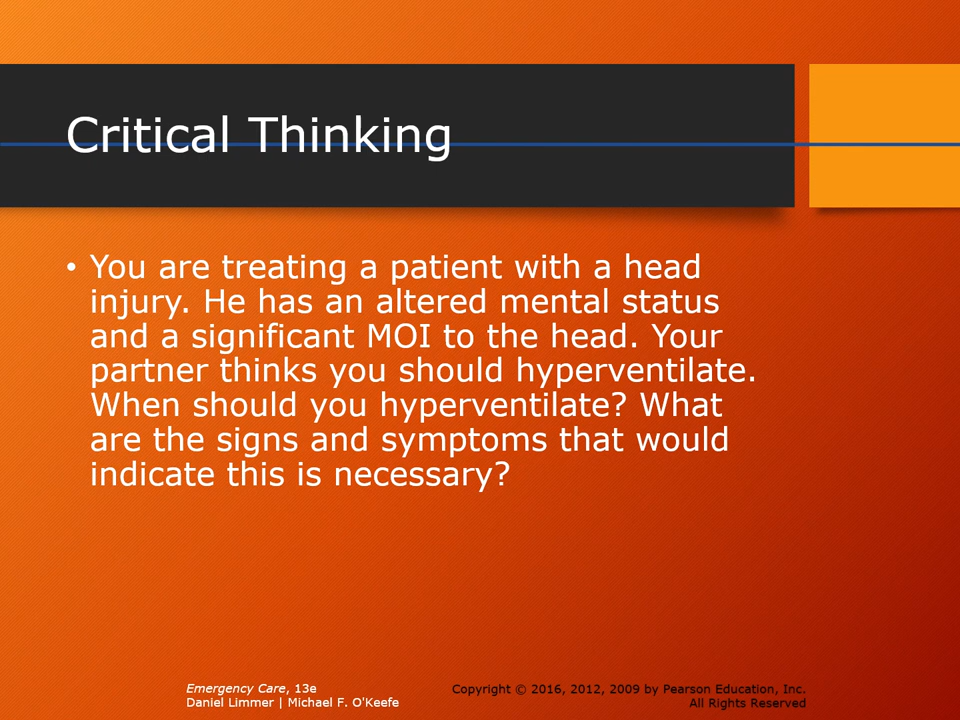 Critical Thinking
• You are treating a patient with a head
injury. He has an altered mental status
and a significant MOI to the head. Your
partner thinks you should hyperventilate.
When should you hyperventilate? What
are the signs and symptoms that would
indicate this is necessary?
Emergency Care, 13e
Daniel Limmer | Michael F. O'Keefe
Copyright © 2016, 2012, 2009 by Pearson Education, Inc.
All Rights Reserved